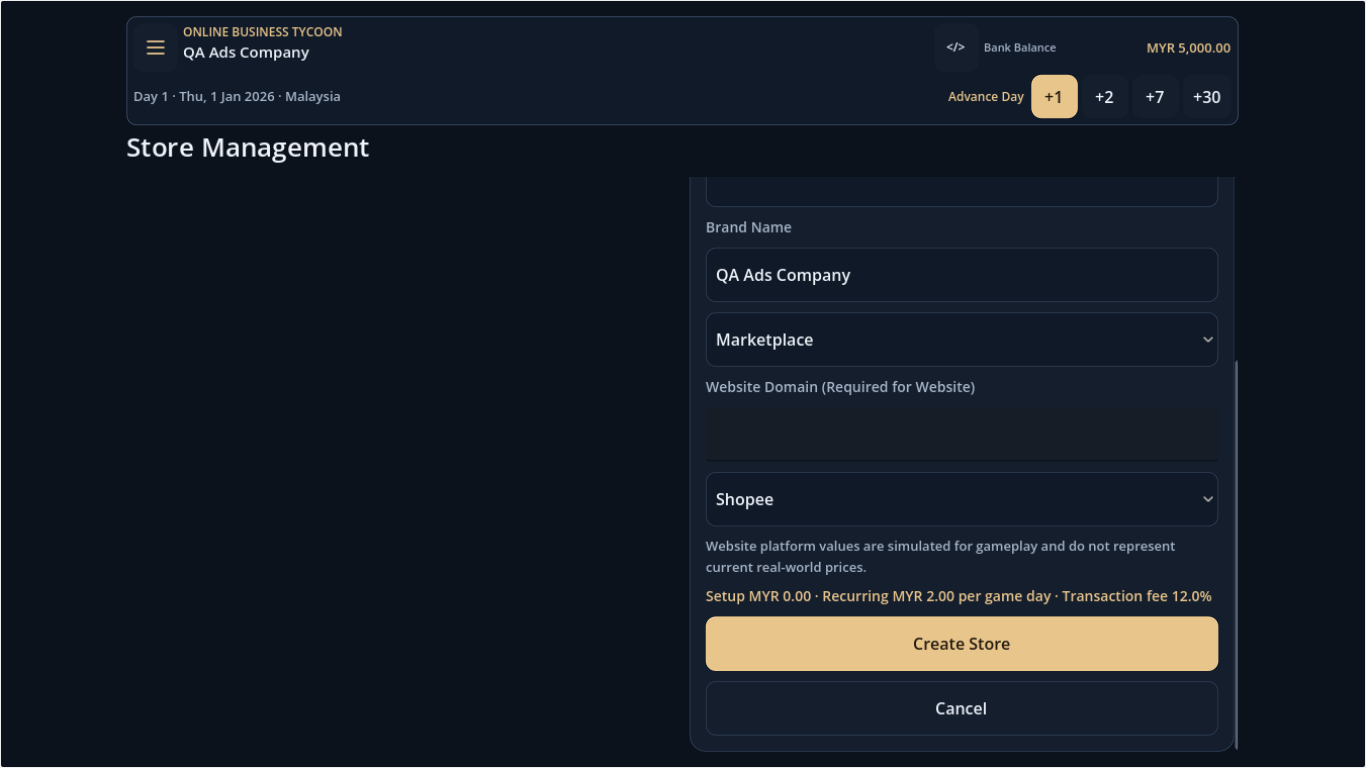 ONLINE BUSINESS TYCOON
QA Ads Company
</> Bank Balance MYR 5,000.00
Day 1 · Thu, 1 Jan 2026 · Malaysia
Advance Day +1 +2 +7 +30
Store Management
Brand Name
QA Ads Company
Marketplace
Website Domain (Required for Website)
Shopee
Website platform values are simulated for gameplay and do not represent
current real-world prices.
Setup MYR 0.00 · Recurring MYR 2.00 per game day · Transaction fee 12.0%
Create Store
Cancel